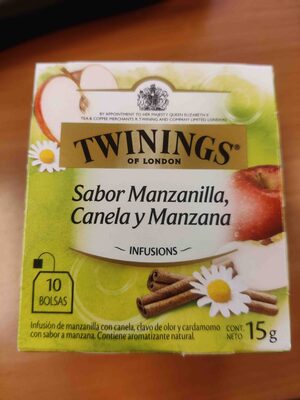 BY APPOINTMENT TO HER MAJESTY QUEEN ELIZABETH II
TEA & COFFEE MERCHANTS R. TWINING AND COMPANY LIMITED LONDON
TWININGS®
OF LONDON
Sabor Manzanilla,
Canela y Manzana
INFUSIONS
10
BOLSAS
Infusión de manzanilla con canela, clavo de olor y cardamomo
con sabor a manzana. Contiene aromatizante natural.
CONT.
NETO 15g